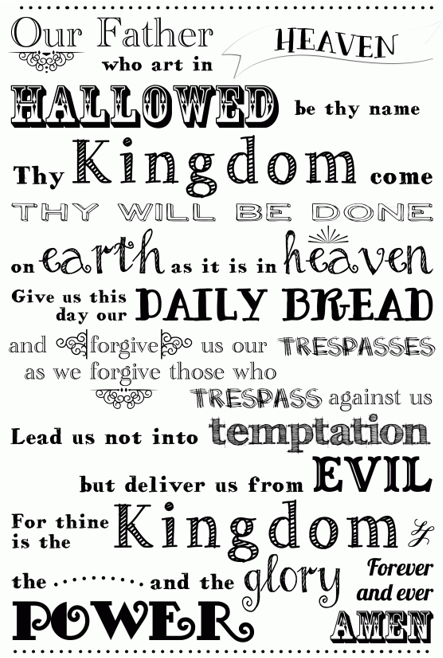 Our Father
who art in HEAVEN
HALLOWED be thy name
Thy Kingdom come
THY WILL BE DONE
on earth as it is in heaven
Give us this day our DAILY BREAD
and forgive us our TRESPASSES
as we forgive those who
TRESPASS against us
Lead us not into temptation
but deliver us from EVIL
For thine is the Kingdom
the POWER and the glory
Forever and ever
AMEN